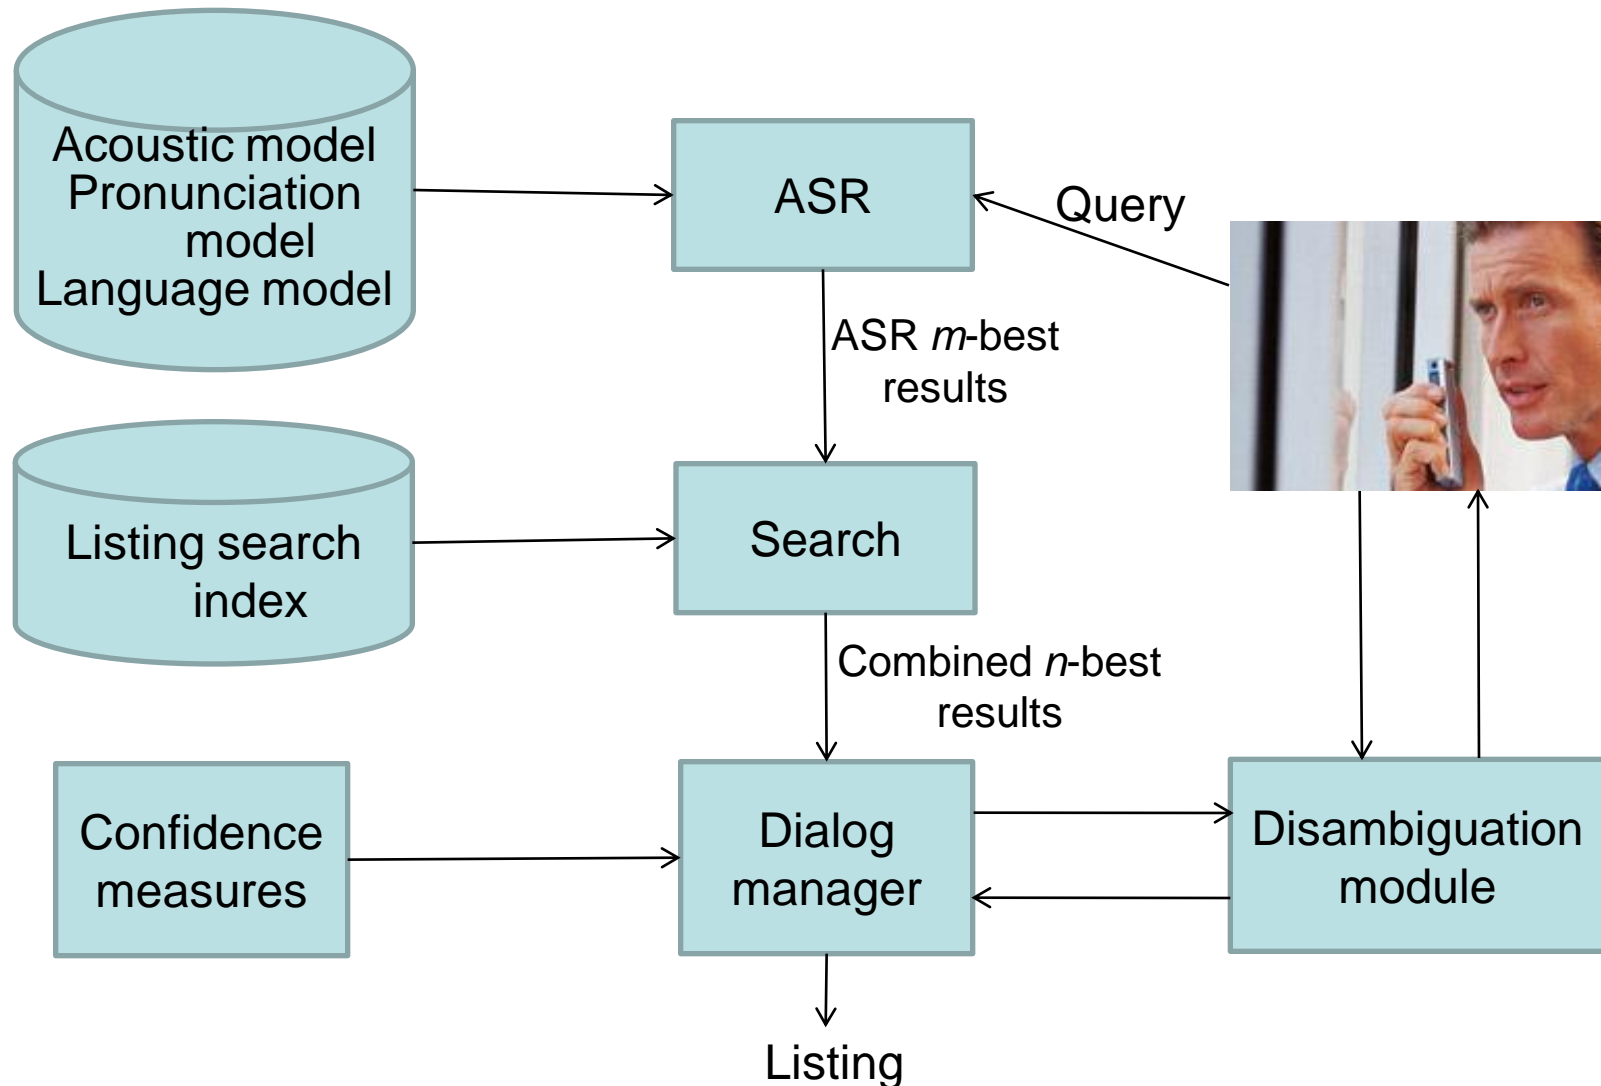 Acoustic model
Pronunciation
model
Language model
ASR
Query
ASR m-best
results
Listing search
index
Search
Combined n-best
results
Confidence
measures
Dialog
manager
Disambiguation
module
Listing